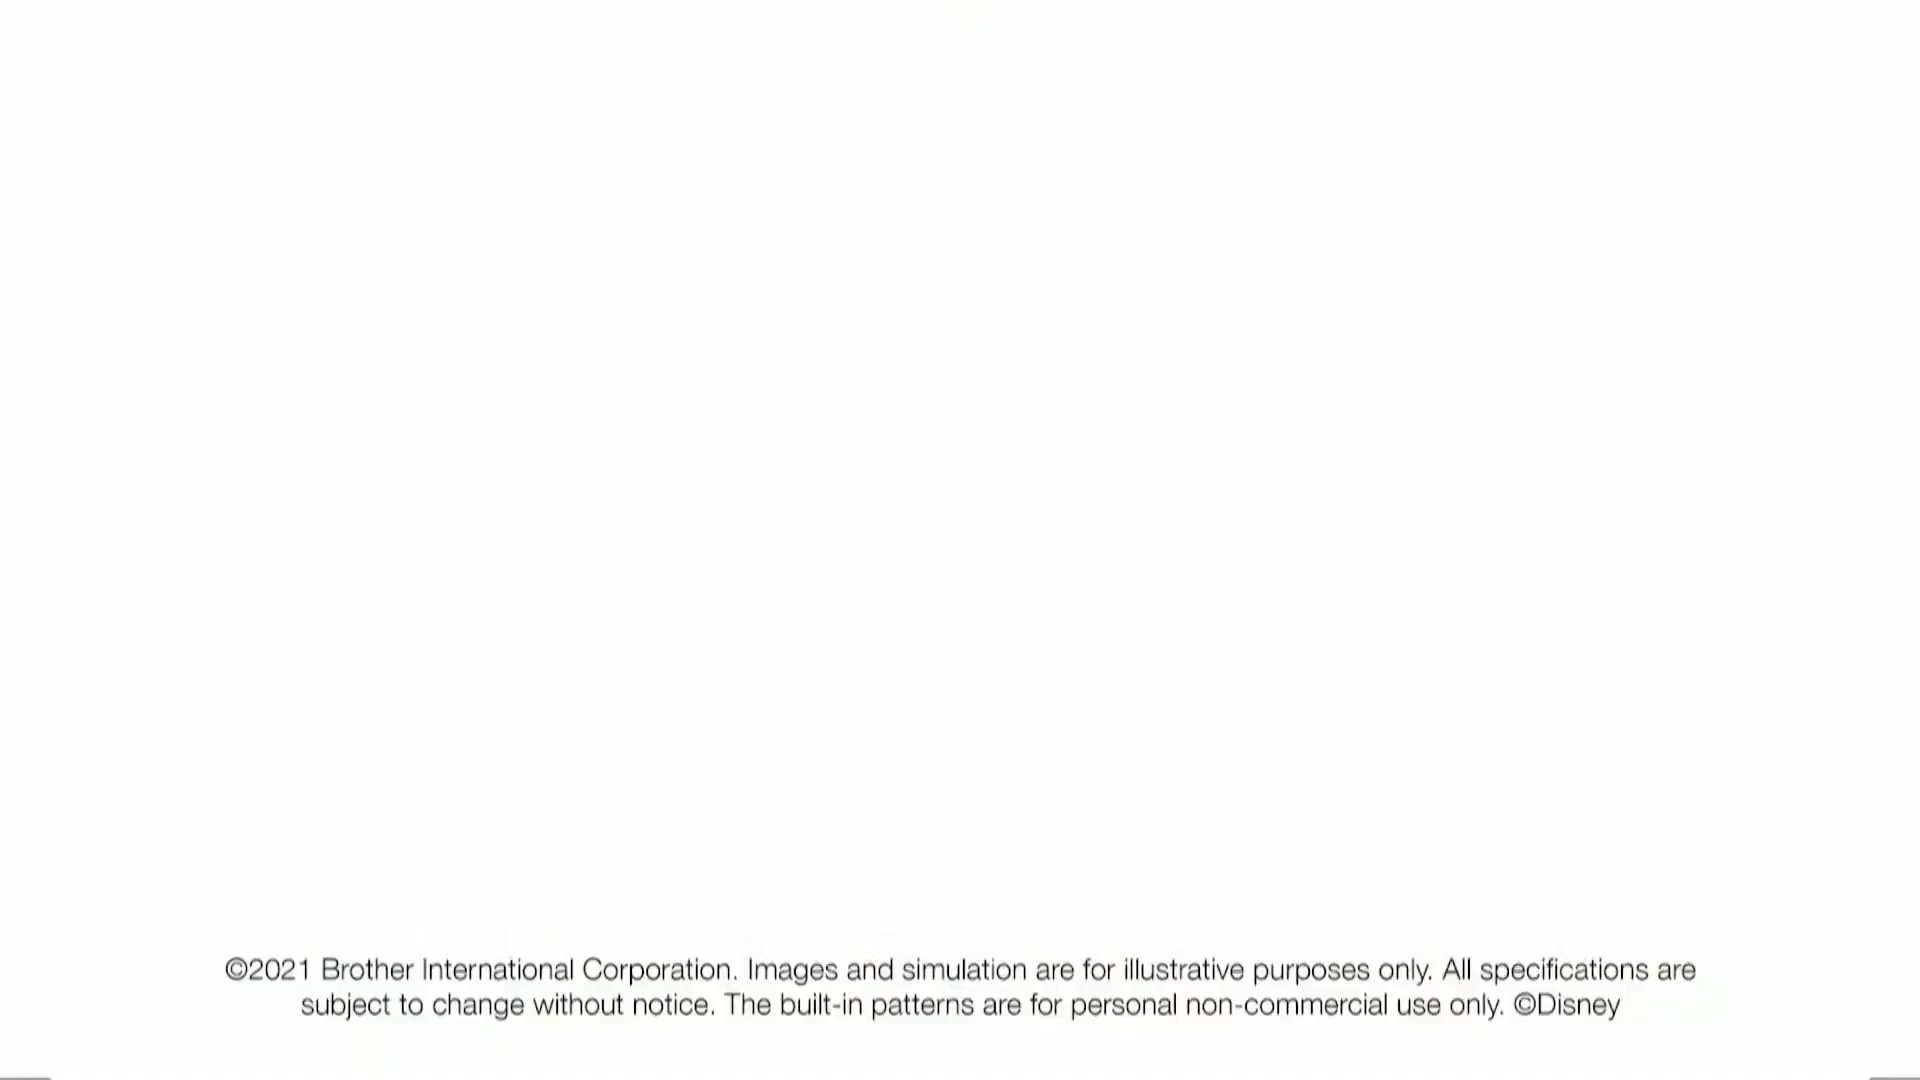 ©2021 Brother International Corporation. Images and simulation are for illustrative purposes only. All specifications are
subject to change without notice. The built-in patterns are for personal non-commercial use only. ©Disney